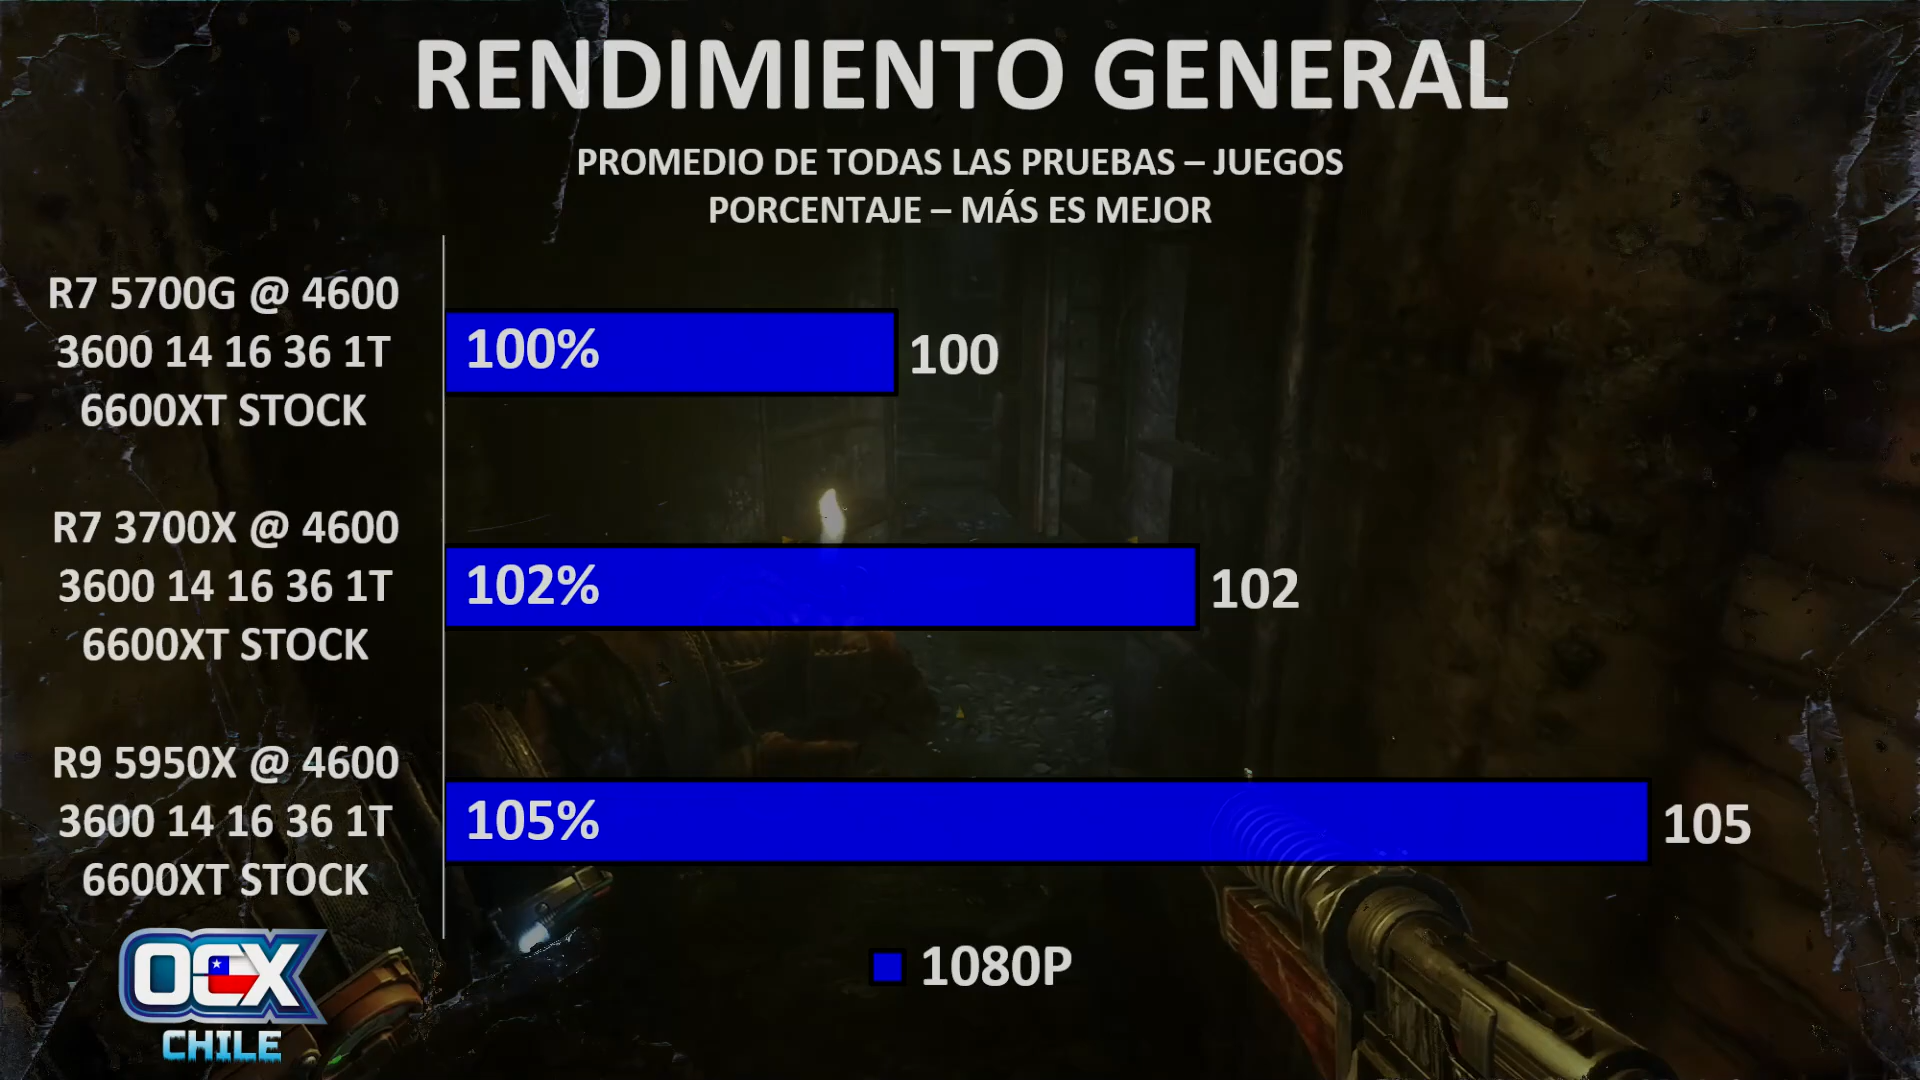 RENDIMIENTO GENERAL
PROMEDIO DE TODAS LAS PRUEBAS – JUEGOS
PORCENTAJE – MÁS ES MEJOR
R7 5700G @ 4600
3600 14 16 36 1T
6600XT STOCK
100%
100
R7 3700X @ 4600
3600 14 16 36 1T
6600XT STOCK
102%
102
R9 5950X @ 4600
3600 14 16 36 1T
6600XT STOCK
105%
105
1080P
OCX
CHILE